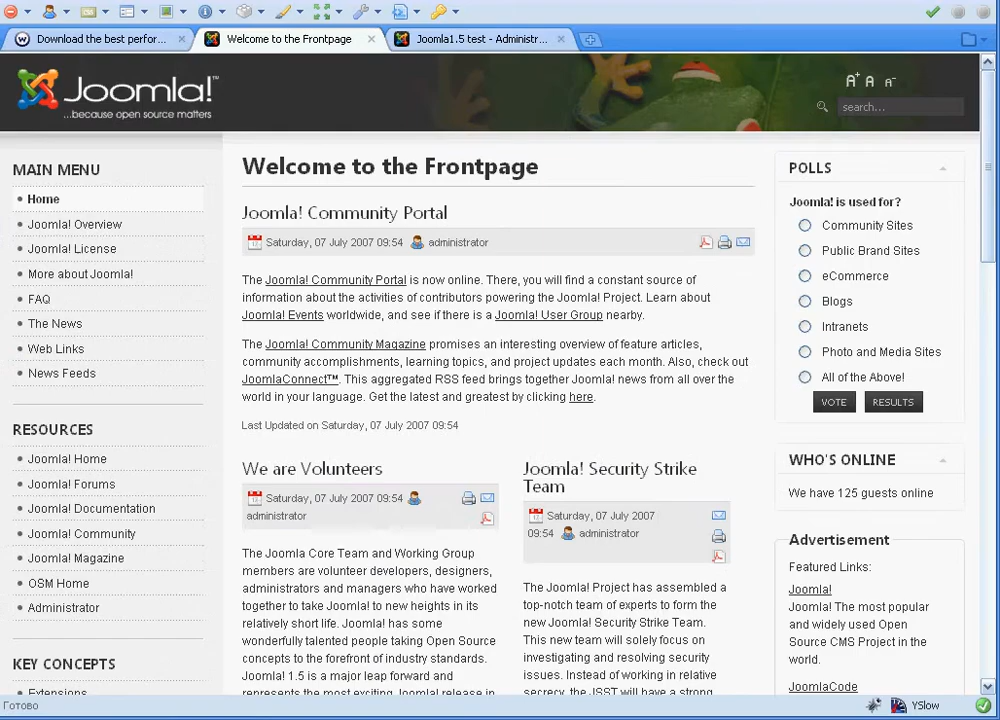 Download the best perfor...
Welcome to the Frontpage
Joomla1.5 test - Administr...
Joomla!™
...because open source matters
A+ A A-
search...
MAIN MENU
Home
Joomla! Overview
Joomla! License
More about Joomla!
FAQ
The News
Web Links
News Feeds
RESOURCES
Joomla! Home
Joomla! Forums
Joomla! Documentation
Joomla! Community
Joomla! Magazine
OSM Home
Administrator
KEY CONCEPTS
Extensions
Welcome to the Frontpage
Joomla! Community Portal
Saturday, 07 July 2007 09:54 administrator
The Joomla! Community Portal is now online. There, you will find a constant source of
information about the activities of contributors powering the Joomla! Project. Learn about
Joomla! Events worldwide, and see if there is a Joomla! User Group nearby.
The Joomla! Community Magazine promises an interesting overview of feature articles,
community accomplishments, learning topics, and project updates each month. Also, check out
JoomlaConnect™. This aggregated RSS feed brings together Joomla! news from all over the
world in your language. Get the latest and greatest by clicking here.
Last Updated on Saturday, 07 July 2007 09:54
We are Volunteers
Saturday, 07 July 2007 09:54
administrator
The Joomla Core Team and Working Group
members are volunteer developers, designers,
administrators and managers who have worked
together to take Joomla! to new heights in its
relatively short life. Joomla! has some
wonderfully talented people taking Open Source
concepts to the forefront of industry standards.
Joomla! 1.5 is a major leap forward and
represents the most exciting Joomla! release in
Joomla! Security Strike
Team
Saturday, 07 July 2007
09:54 administrator
The Joomla! Project has assembled a
top-notch team of experts to form the
new Joomla! Security Strike Team.
This new team will solely focus on
investigating and resolving security
issues. Instead of working in relative
secrecy, the JSST will have a strong
POLLS
Joomla! is used for?
Community Sites
Public Brand Sites
eCommerce
Blogs
Intranets
Photo and Media Sites
All of the Above!
VOTE RESULTS
WHO'S ONLINE
We have 125 guests online
Advertisement
Featured Links:
Joomla!
Joomla! The most popular
and widely used Open
Source CMS Project in the
world.
JoomlaCode
Готово
YSlow